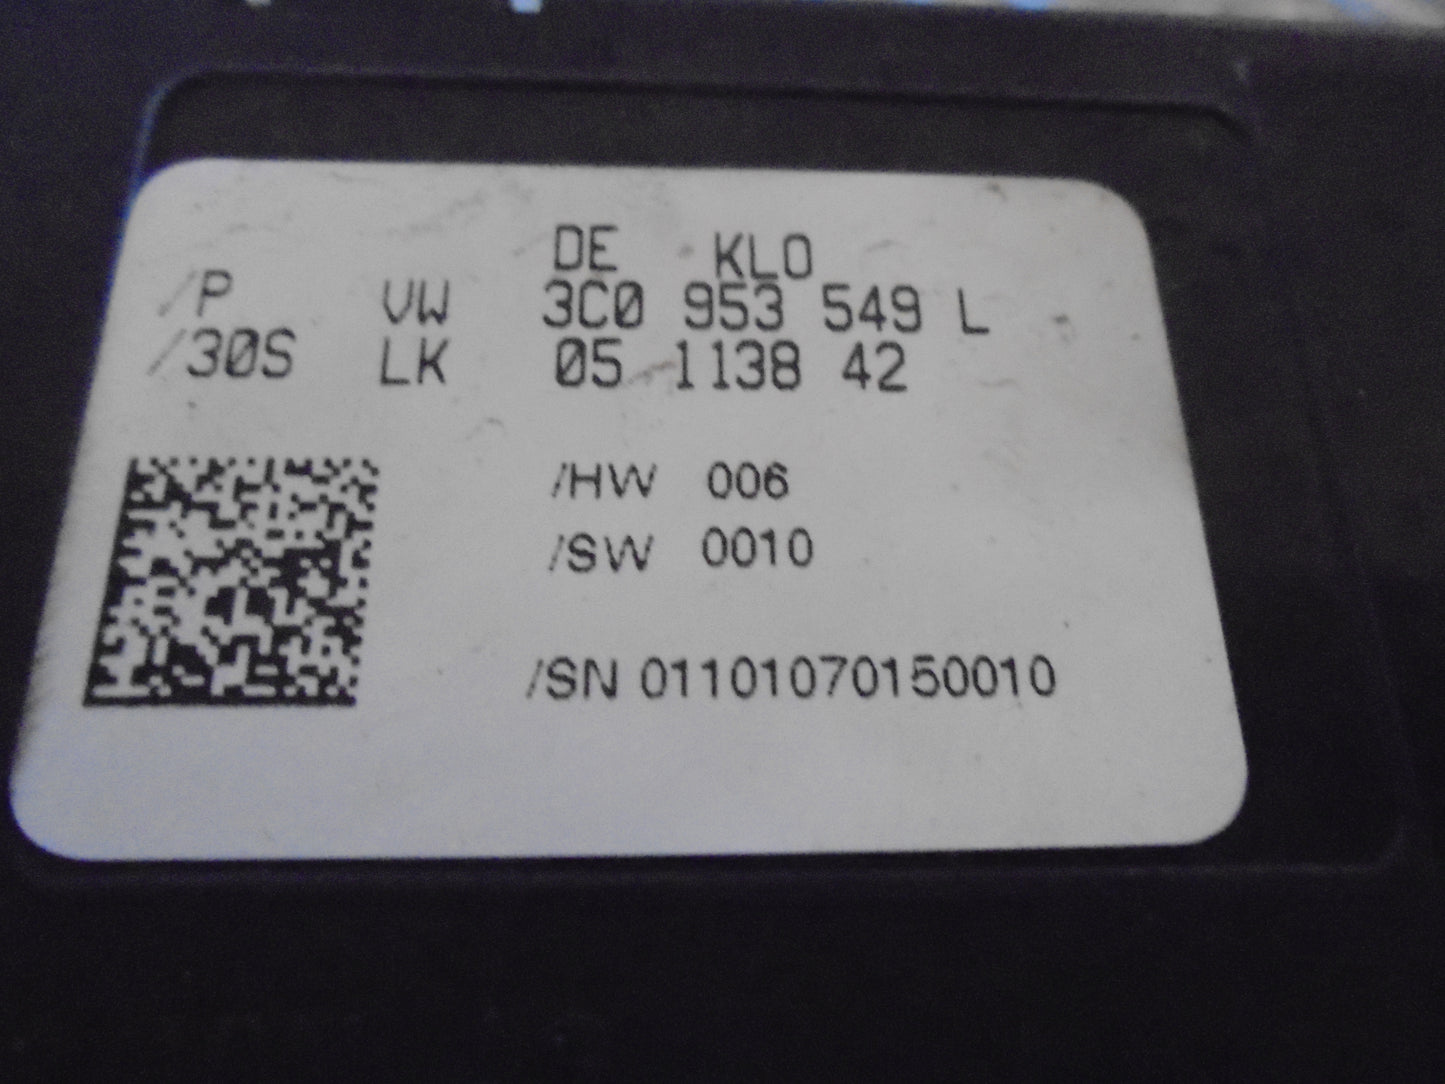 DE KLO
/P VW 3C0 953 549 L
/30S LK 05 1138 42
/HW 006
/SW 0010
/SN 01101070150010